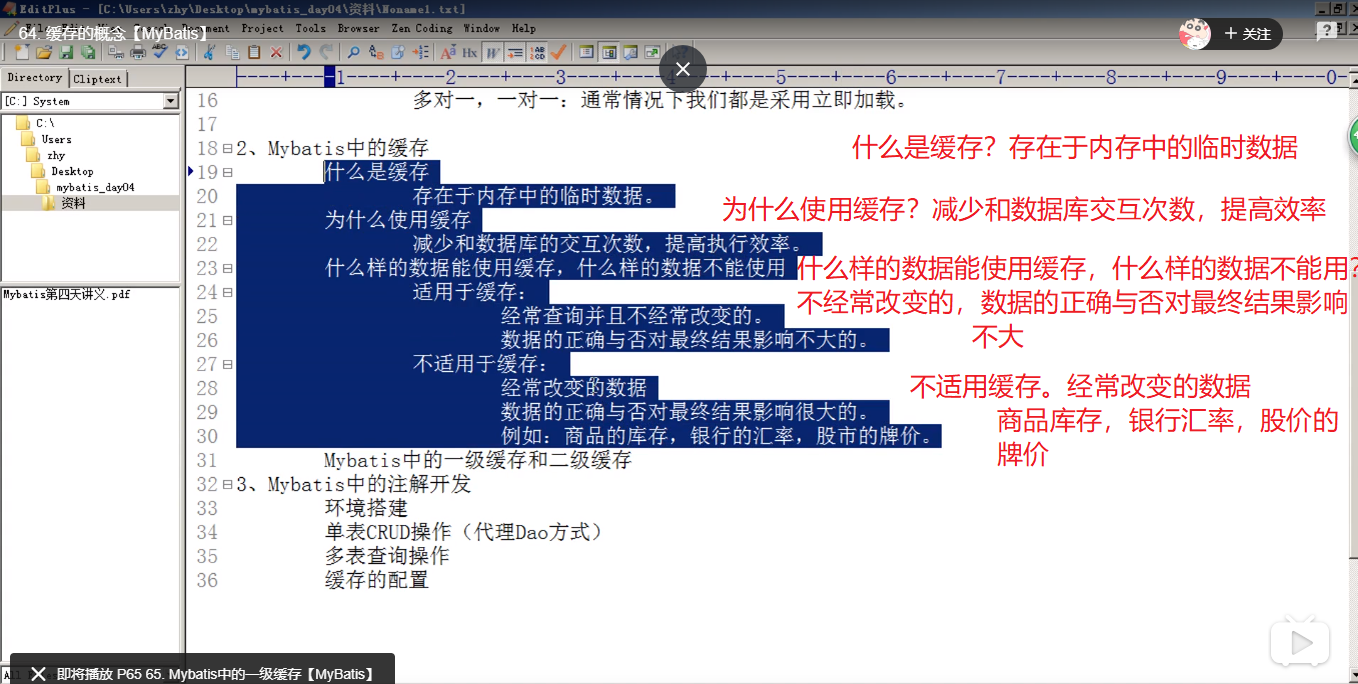 EditPlus - [C:\Users\zhy\Desktop\mybatis_day04\资料\Noname1.txt]
Project Tools Browser Zen Coding Window Help
64. 缓存的概念【MyBatis】
+ 关注
Directory Cliptext
[C:] System
C:\
Users
zhy
Desktop
mybatis_day04
资料
Mybatis第四天讲义.pdf
1 2 3 4 5 6 7 8 9 0
16 多对一，一对一：通常情况下我们都是采用立即加载。
17
18 2、Mybatis中的缓存
19 什么是缓存
20 存在于内存中的临时数据。
21 为什么使用缓存
22 减少和数据库的交互次数，提高执行效率。
23 什么样的数据能使用缓存，什么样的数据不能使用
24 适用于缓存：
25 经常查询并且不经常改变的。
26 数据的正确与否对最终结果影响不大的。
27 不适用于缓存：
28 经常改变的数据
29 数据的正确与否对最终结果影响很大的。
30 例如：商品的库存，银行的汇率，股市的牌价。
31 Mybatis中的一级缓存和二级缓存
32 3、Mybatis中的注解开发
33 环境搭建
34 单表CRUD操作（代理Dao方式）
35 多表查询操作
36 缓存的配置
什么是缓存？存在于内存中的临时数据
为什么使用缓存？减少和数据库交互次数，提高效率
什么样的数据能使用缓存，什么样的数据不能用？
不经常改变的，数据的正确与否对最终结果影响
不大
不适用缓存。经常改变的数据
商品库存，银行汇率，股价的
牌价
即将播放 P65 65. Mybatis中的一级缓存【MyBatis】